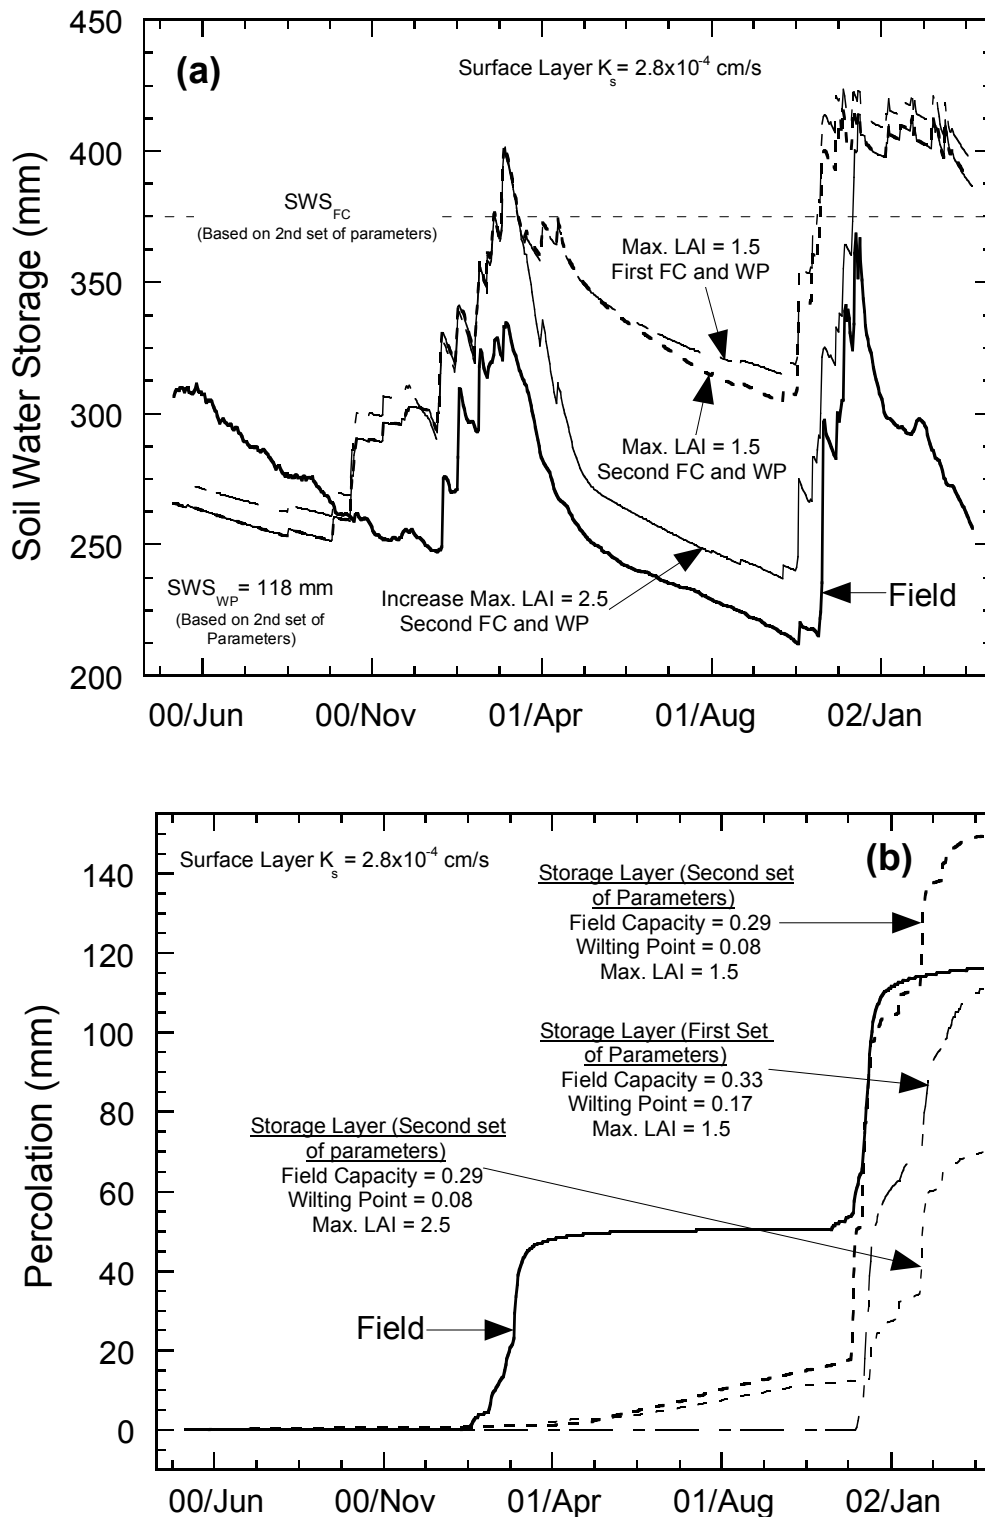 450
(a)
Surface Layer Ks = 2.8x10-4 cm/s
400
SWSFC
(Based on 2nd set of parameters)
Max. LAI = 1.5
First FC and WP
350
300
Max. LAI = 1.5
Second FC and WP
250
SWSWP = 118 mm
(Based on 2nd set of
Parameters)
Increase Max. LAI = 2.5
Second FC and WP
Field
200
Soil Water Storage (mm)
00/Jun 00/Nov 01/Apr 01/Aug 02/Jan
Surface Layer Ks = 2.8x10-4 cm/s
(b)
140
Storage Layer (Second set
of Parameters)
Field Capacity = 0.29
Wilting Point = 0.08
Max. LAI = 1.5
120
100
Storage Layer (First Set
of Parameters)
Field Capacity = 0.33
Wilting Point = 0.17
Max. LAI = 1.5
80
Storage Layer (Second set
of parameters)
Field Capacity = 0.29
Wilting Point = 0.08
Max. LAI = 2.5
60
40
Field
20
0
Percolation (mm)
00/Jun 00/Nov 01/Apr 01/Aug 02/Jan